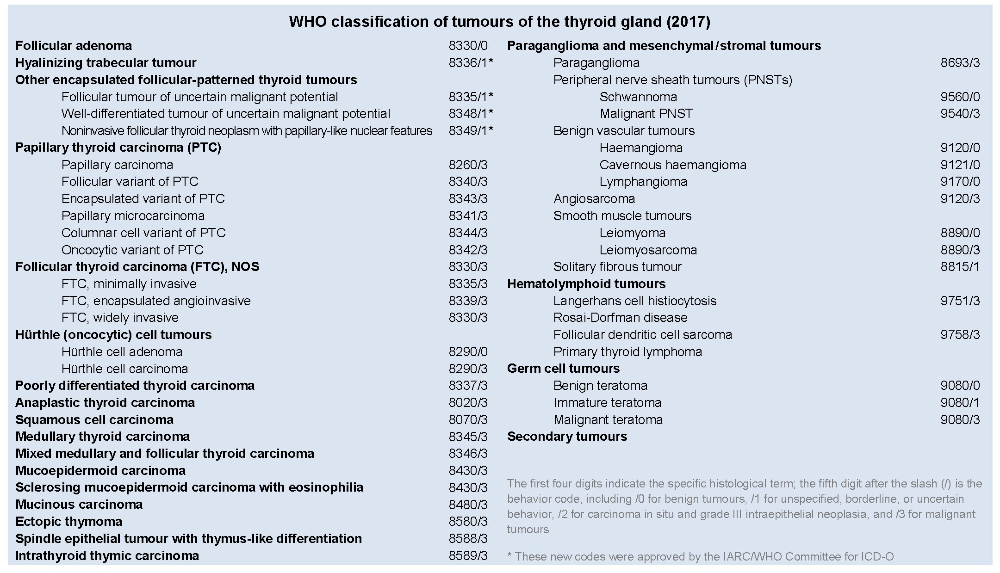 WHO classification of tumours of the thyroid gland (2017)
Follicular adenoma 8330/0
Hyalinizing trabecular tumour 8336/1*
Other encapsulated follicular-patterned thyroid tumours
Follicular tumour of uncertain malignant potential 8335/1*
Well-differentiated tumour of uncertain malignant potential 8348/1*
Noninvasive follicular thyroid neoplasm with papillary-like nuclear features 8349/1*
Papillary thyroid carcinoma (PTC)
Papillary carcinoma 8260/3
Follicular variant of PTC 8340/3
Encapsulated variant of PTC 8343/3
Papillary microcarcinoma 8341/3
Columnar cell variant of PTC 8344/3
Oncocytic variant of PTC 8342/3
Follicular thyroid carcinoma (FTC), NOS 8330/3
FTC, minimally invasive 8335/3
FTC, encapsulated angioinvasive 8339/3
FTC, widely invasive 8330/3
Hürthle (oncocytic) cell tumours
Hürthle cell adenoma 8290/0
Hürthle cell carcinoma 8290/3
Poorly differentiated thyroid carcinoma 8337/3
Anaplastic thyroid carcinoma 8020/3
Squamous cell carcinoma 8070/3
Medullary thyroid carcinoma 8345/3
Mixed medullary and follicular thyroid carcinoma 8346/3
Mucoepidermoid carcinoma 8430/3
Sclerosing mucoepidermoid carcinoma with eosinophilia 8430/3
Mucinous carcinoma 8480/3
Ectopic thymoma 8580/3
Spindle epithelial tumour with thymus-like differentiation 8588/3
Intrathyroid thymic carcinoma 8589/3
Paraganglioma and mesenchymal/stromal tumours
Paraganglioma 8693/3
Peripheral nerve sheath tumours (PNSTs)
Schwannoma 9560/0
Malignant PNST 9540/3
Benign vascular tumours
Haemangioma 9120/0
Cavernous haemangioma 9121/0
Lymphangioma 9170/0
Angiosarcoma 9120/3
Smooth muscle tumours
Leiomyoma 8890/0
Leiomyosarcoma 8890/3
Solitary fibrous tumour 8815/1
Hematolymphoid tumours
Langerhans cell histiocytosis 9751/3
Rosai-Dorfman disease
Follicular dendritic cell sarcoma 9758/3
Primary thyroid lymphoma
Germ cell tumours
Benign teratoma 9080/0
Immature teratoma 9080/1
Malignant teratoma 9080/3
Secondary tumours
The first four digits indicate the specific histological term; the fifth digit after the slash (/) is the
behavior code, including /0 for benign tumours, /1 for unspecified, borderline, or uncertain
behavior, /2 for carcinoma in situ and grade III intraepithelial neoplasia, and /3 for malignant
tumours
* These new codes were approved by the IARC/WHO Committee for ICD-O